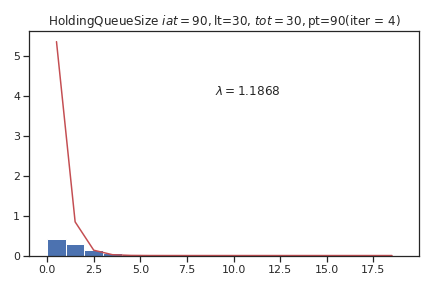 HoldingQueueSize iat = 90, lt=30, tot = 30, pt=90(iter = 4)
5
4
λ = 1.1868
3
2
1
0
0.0 2.5 5.0 7.5 10.0 12.5 15.0 17.5